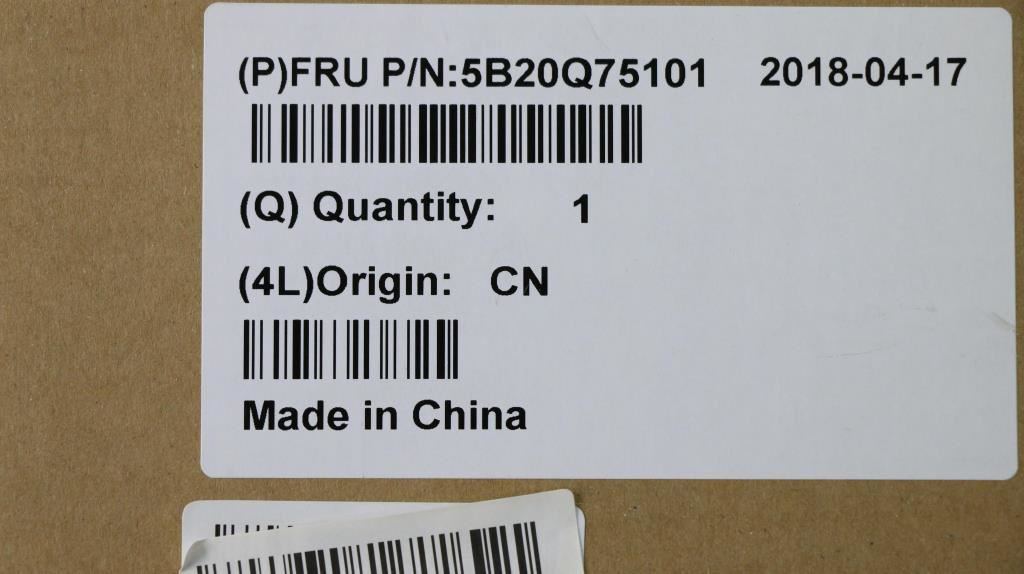 (P)FRU P/N:5B20Q75101 2018-04-17
(Q) Quantity: 1
(4L)Origin: CN
Made in China